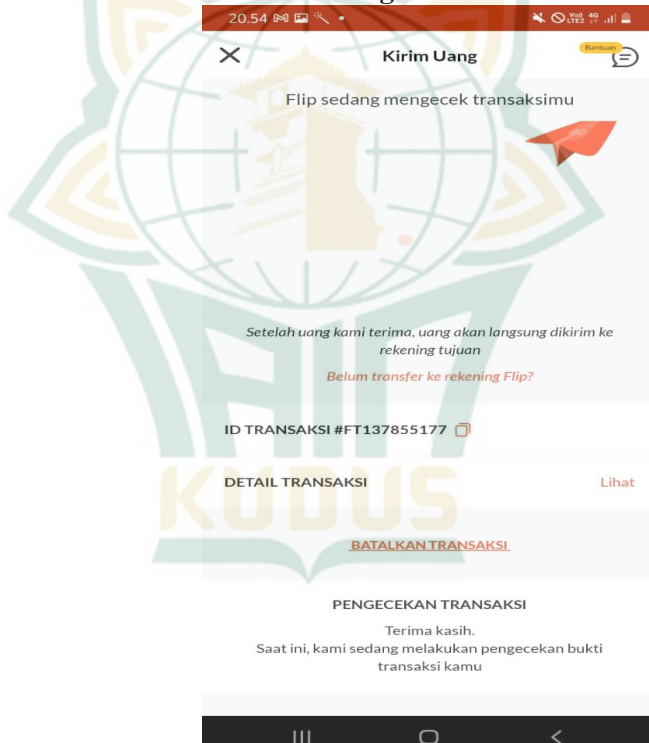 20.54
Kirim Uang
Bantuan
Flip sedang mengecek transaksimu
Setelah uang kami terima, uang akan langsung dikirim ke
rekening tujuan
Belum transfer ke rekening Flip?
ID TRANSAKSI #FT137855177
DETAIL TRANSAKSI Lihat
KUDUS
BATALKAN TRANSAKSI
PENGECEKAN TRANSAKSI
Terima kasih.
Saat ini, kami sedang melakukan pengecekan bukti
transaksi kamu